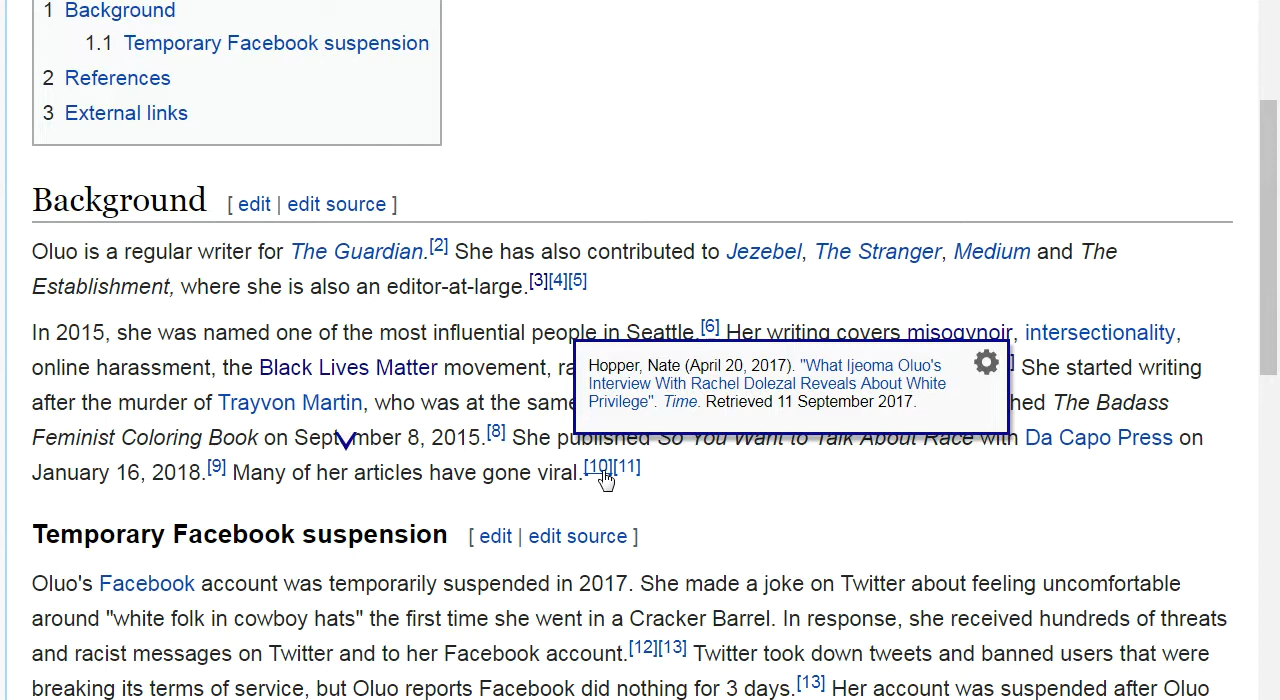 1 Background
1.1 Temporary Facebook suspension
2 References
3 External links
Background [ edit | edit source ]
Oluo is a regular writer for The Guardian.[2] She has also contributed to Jezebel, The Stranger, Medium and The
Establishment, where she is also an editor-at-large.[3][4][5]
In 2015, she was named one of the most influential people in Seattle.[6] Her writing covers misogynoir, intersectionality,
online harassment, the Black Lives Matter movement, ra ] She started writing
after the murder of Trayvon Martin, who was at the same hed The Badass
Hopper, Nate (April 20, 2017). "What Ijeoma Oluo's
Interview With Rachel Dolezal Reveals About White
Privilege". Time. Retrieved 11 September 2017.
Feminist Coloring Book on September 8, 2015.[8] She published So You Want to Talk About Race with Da Capo Press on
January 16, 2018.[9] Many of her articles have gone viral.[10][11]
Temporary Facebook suspension [ edit | edit source ]
Oluo's Facebook account was temporarily suspended in 2017. She made a joke on Twitter about feeling uncomfortable
around "white folk in cowboy hats" the first time she went in a Cracker Barrel. In response, she received hundreds of threats
and racist messages on Twitter and to her Facebook account.[12][13] Twitter took down tweets and banned users that were
breaking its terms of service, but Oluo reports Facebook did nothing for 3 days.[13] Her account was suspended after Oluo